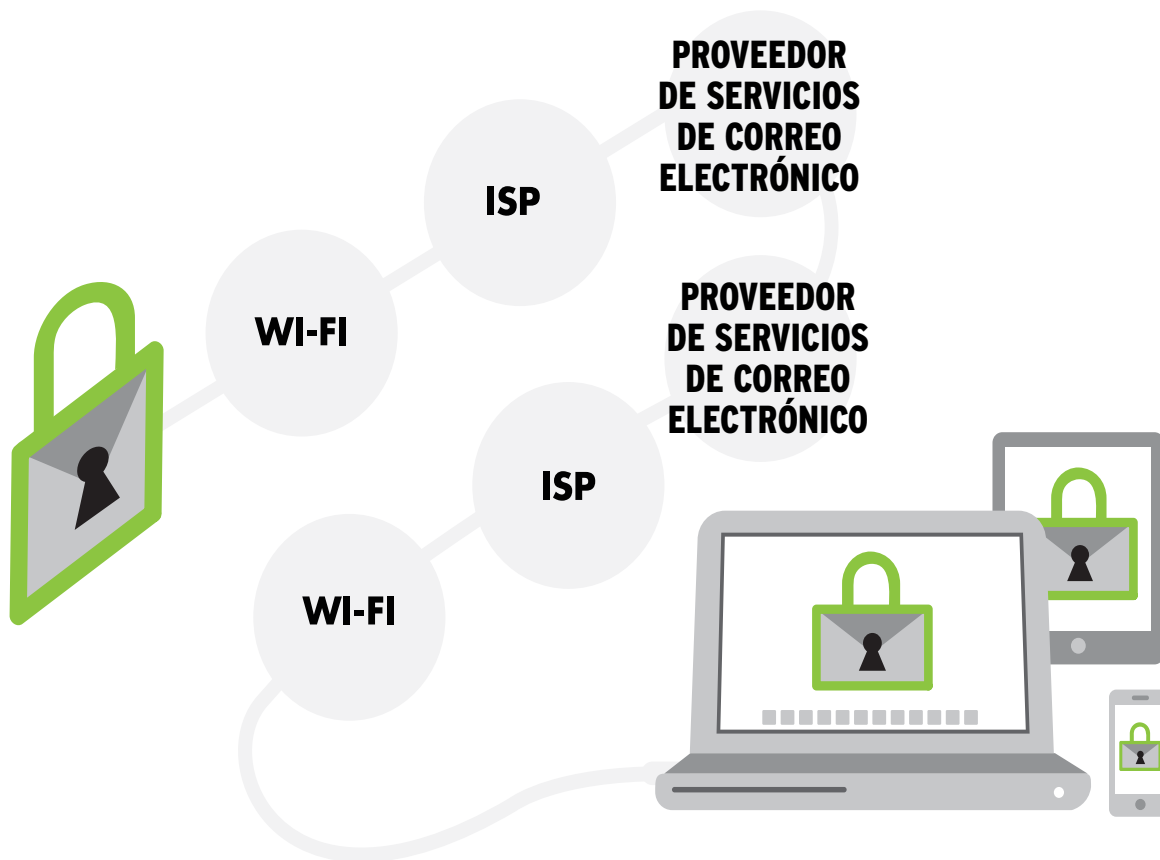 PROVEEDOR
DE SERVICIOS
DE CORREO
ELECTRÓNICO
ISP
WI-FI
PROVEEDOR
DE SERVICIOS
DE CORREO
ELECTRÓNICO
ISP
WI-FI